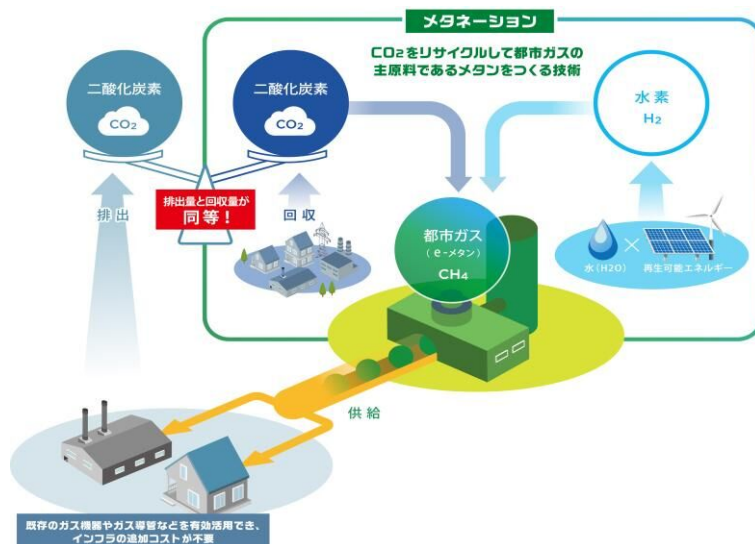 メタネーション
CO2をリサイクルして都市ガスの
主原料であるメタンをつくる技術
二酸化炭素
CO2
二酸化炭素
CO2
水素
H2
排出量と回収量が
同等！
排出
回収
都市ガス
（e-メタン）
CH4
水（H2O）
再生可能エネルギー
供給
既存のガス機器やガス導管などを有効活用でき、
インフラの追加コストが不要